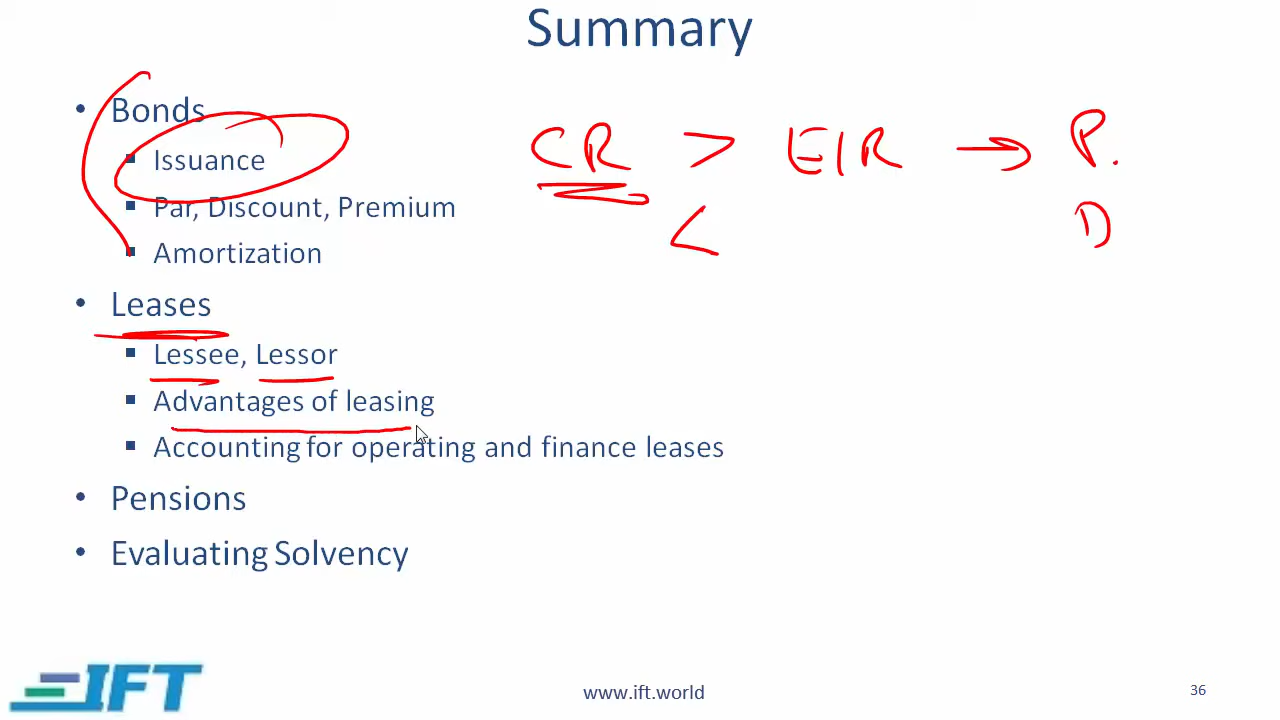 Summary
• Bonds
▪ Issuance
▪ Par, Discount, Premium
▪ Amortization
CR > EIR → P.
< D
• Leases
▪ Lessee, Lessor
▪ Advantages of leasing
▪ Accounting for operating and finance leases
• Pensions
• Evaluating Solvency
IFT
www.ift.world
36